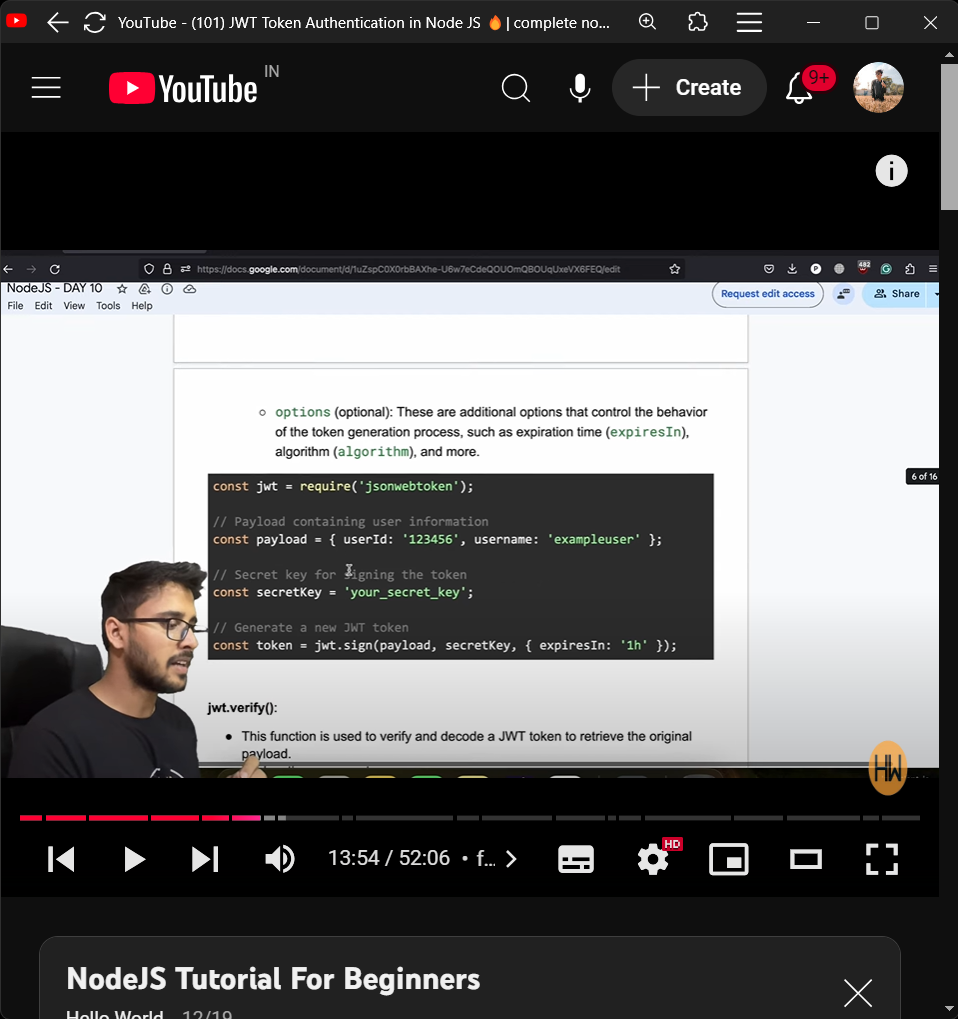 YouTube - (101) JWT Token Authentication in Node JS 🔥 | complete no...
YouTube IN
Create
9+
https://docs.google.com/document/d/1uZspC0X0rbBAXhe-U6w7eCdeQOUOmQBOUqUxeVX6FEQ/edit
482
NodeJS - DAY 10
File Edit View Tools Help
Request edit access
Share
options (optional): These are additional options that control the behavior
of the token generation process, such as expiration time (expiresIn),
algorithm (algorithm), and more.
6 of 16
const jwt = require('jsonwebtoken');
// Payload containing user information
const payload = { userId: '123456', username: 'exampleuser' };
// Secret key for signing the token
const secretKey = 'your_secret_key';
// Generate a new JWT token
const token = jwt.sign(payload, secretKey, { expiresIn: '1h' });
jwt.verify():
• This function is used to verify and decode a JWT token to retrieve the original
payload.
HW
13:54 / 52:06 • f...
HD
NodeJS Tutorial For Beginners
Hello World 12/19